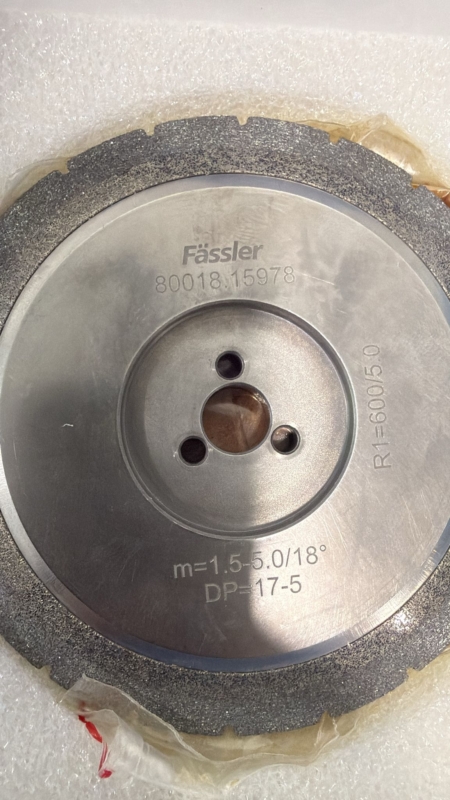 Fässler
80018.15978
R1=600/5.0
m=1.5-5.0/18°
DP=17-5